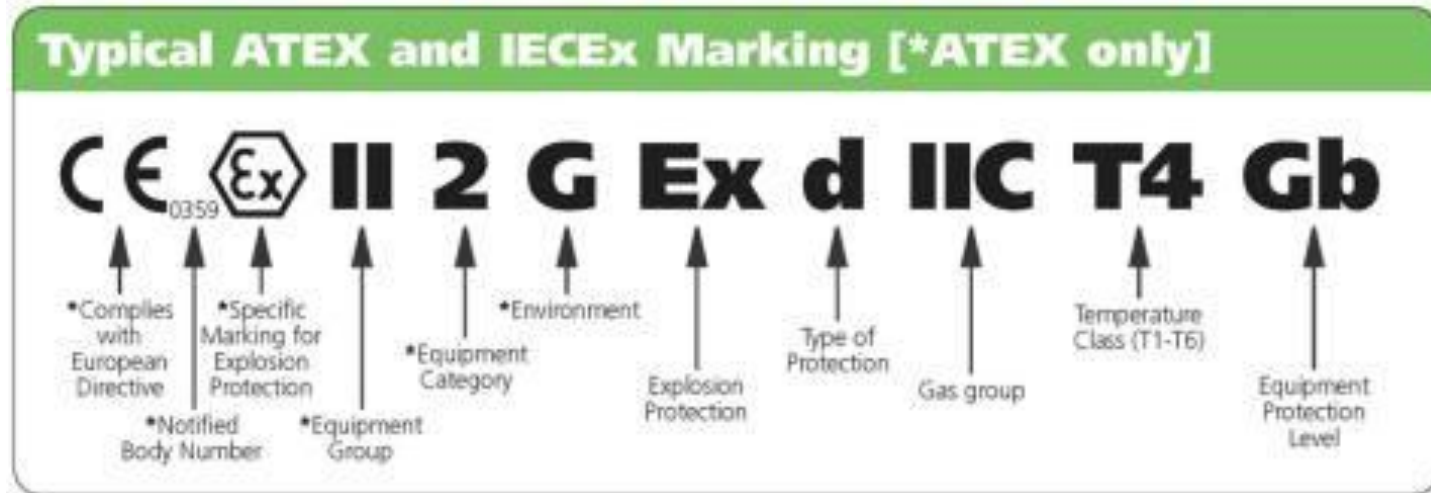 Typical ATEX and IECEx Marking [*ATEX only]
CE 0359 Ex II 2 G Ex d IIC T4 Gb
*Complies
with
European
Directive
*Notified
Body Number
*Specific
Marking for
Explosion
Protection
*Equipment
Group
*Equipment
Category
*Environment
Explosion
Protection
Type of
Protection
Gas group
Temperature
Class (T1-T6)
Equipment
Protection
Level